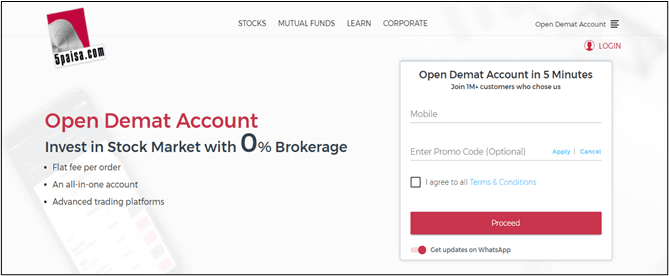 5paisa.com
STOCKS MUTUAL FUNDS LEARN CORPORATE
Open Demat Account
LOGIN
Open Demat Account
Invest in Stock Market with 0% Brokerage
Flat fee per order
An all-in-one account
Advanced trading platforms
Open Demat Account in 5 Minutes
Join 1M+ customers who chose us
Mobile
Enter Promo Code (Optional) Apply | Cancel
I agree to all Terms & Conditions
Proceed
Get updates on WhatsApp